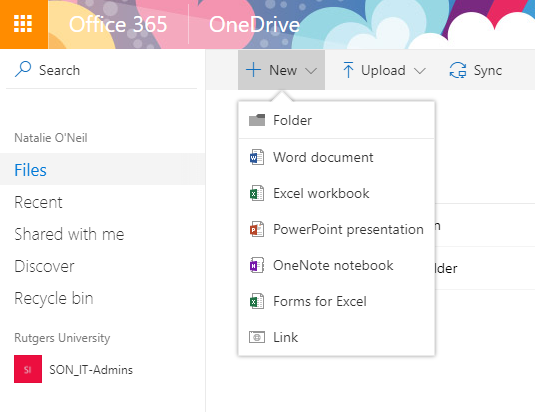 Office 365 OneDrive
Search
New Upload Sync
Folder
Natalie O'Neil
Word document
Files
Excel workbook
Recent
PowerPoint presentation
Shared with me
OneNote notebook
Discover
lder
Recycle bin
Forms for Excel
Rutgers University
Link
SI SON_IT-Admins